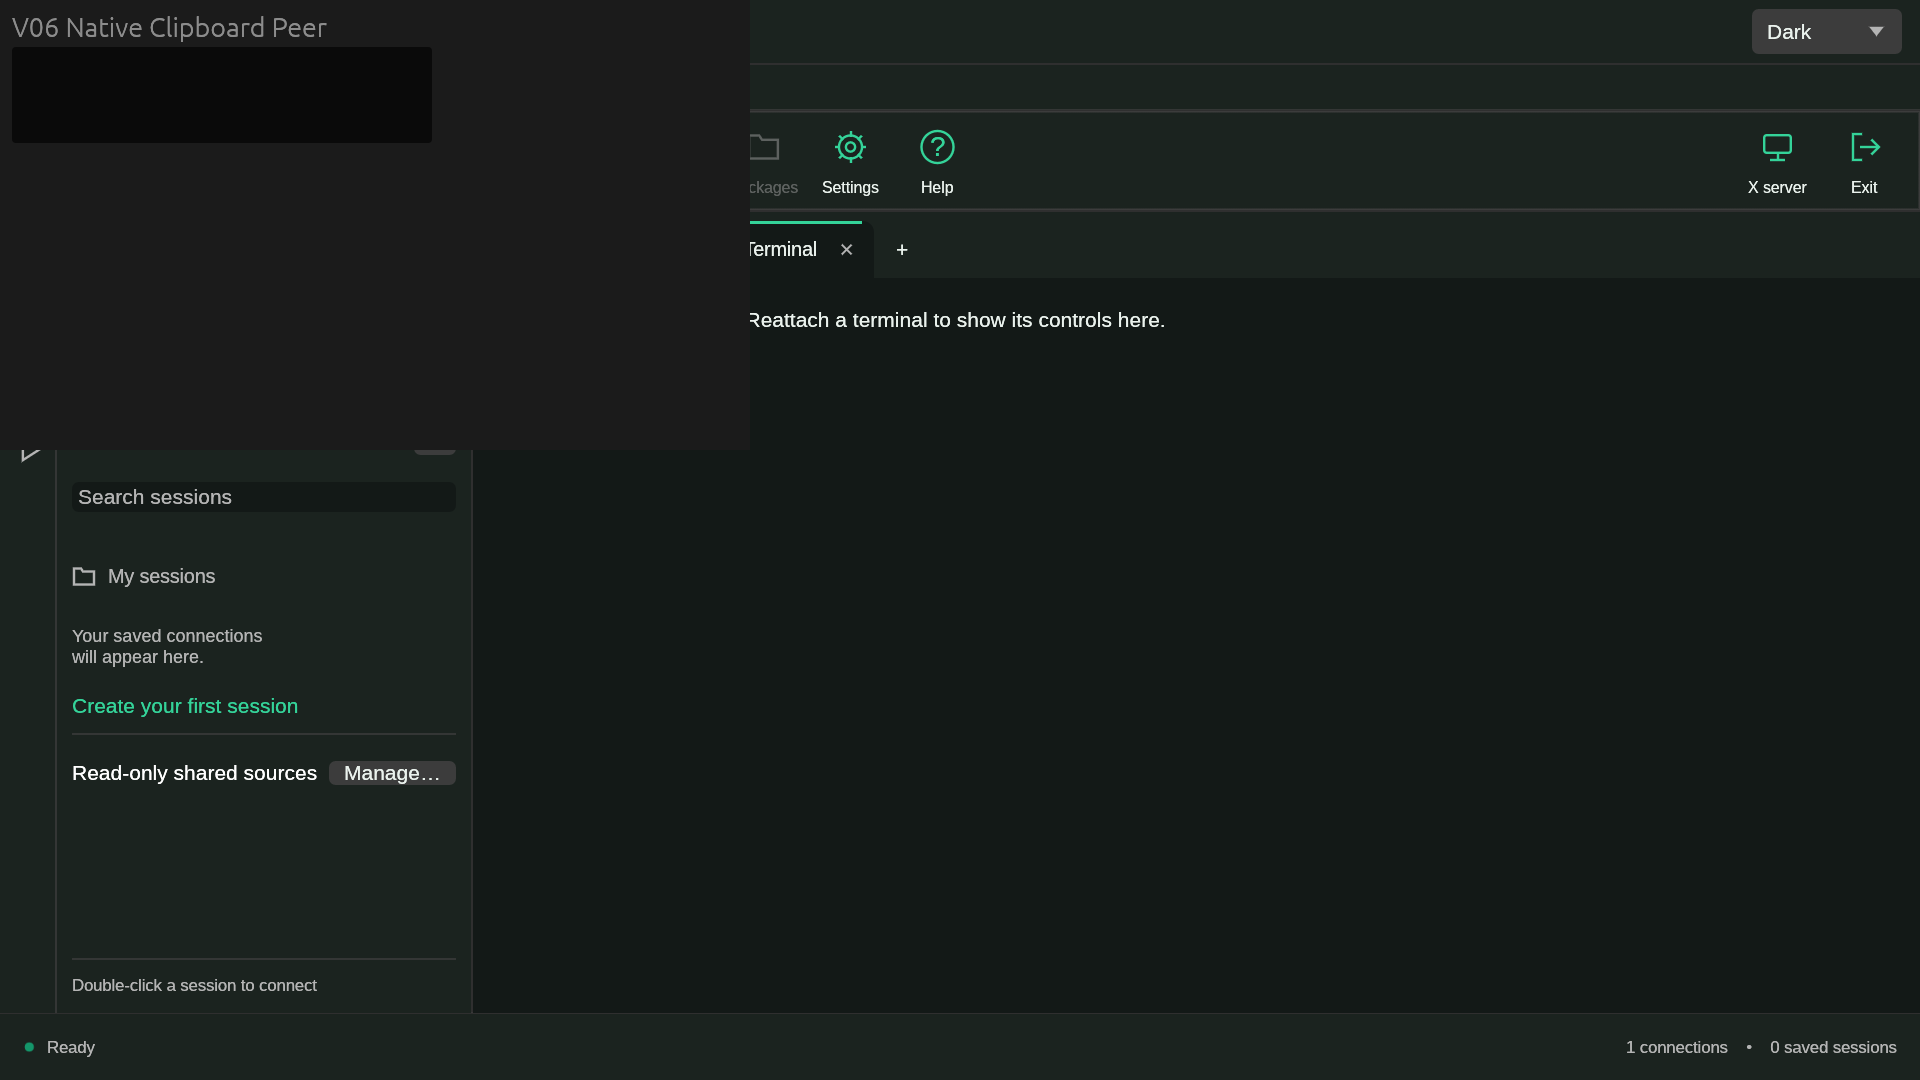 V06 Native Clipboard Peer
Dark
ckages
Settings
Help
X server
Exit
Terminal
+
Reattach a terminal to show its controls here.
Search sessions
My sessions
Your saved connections
will appear here.
Create your first session
Read-only shared sources
Manage…
Double-click a session to connect
Ready
1 connections • 0 saved sessions